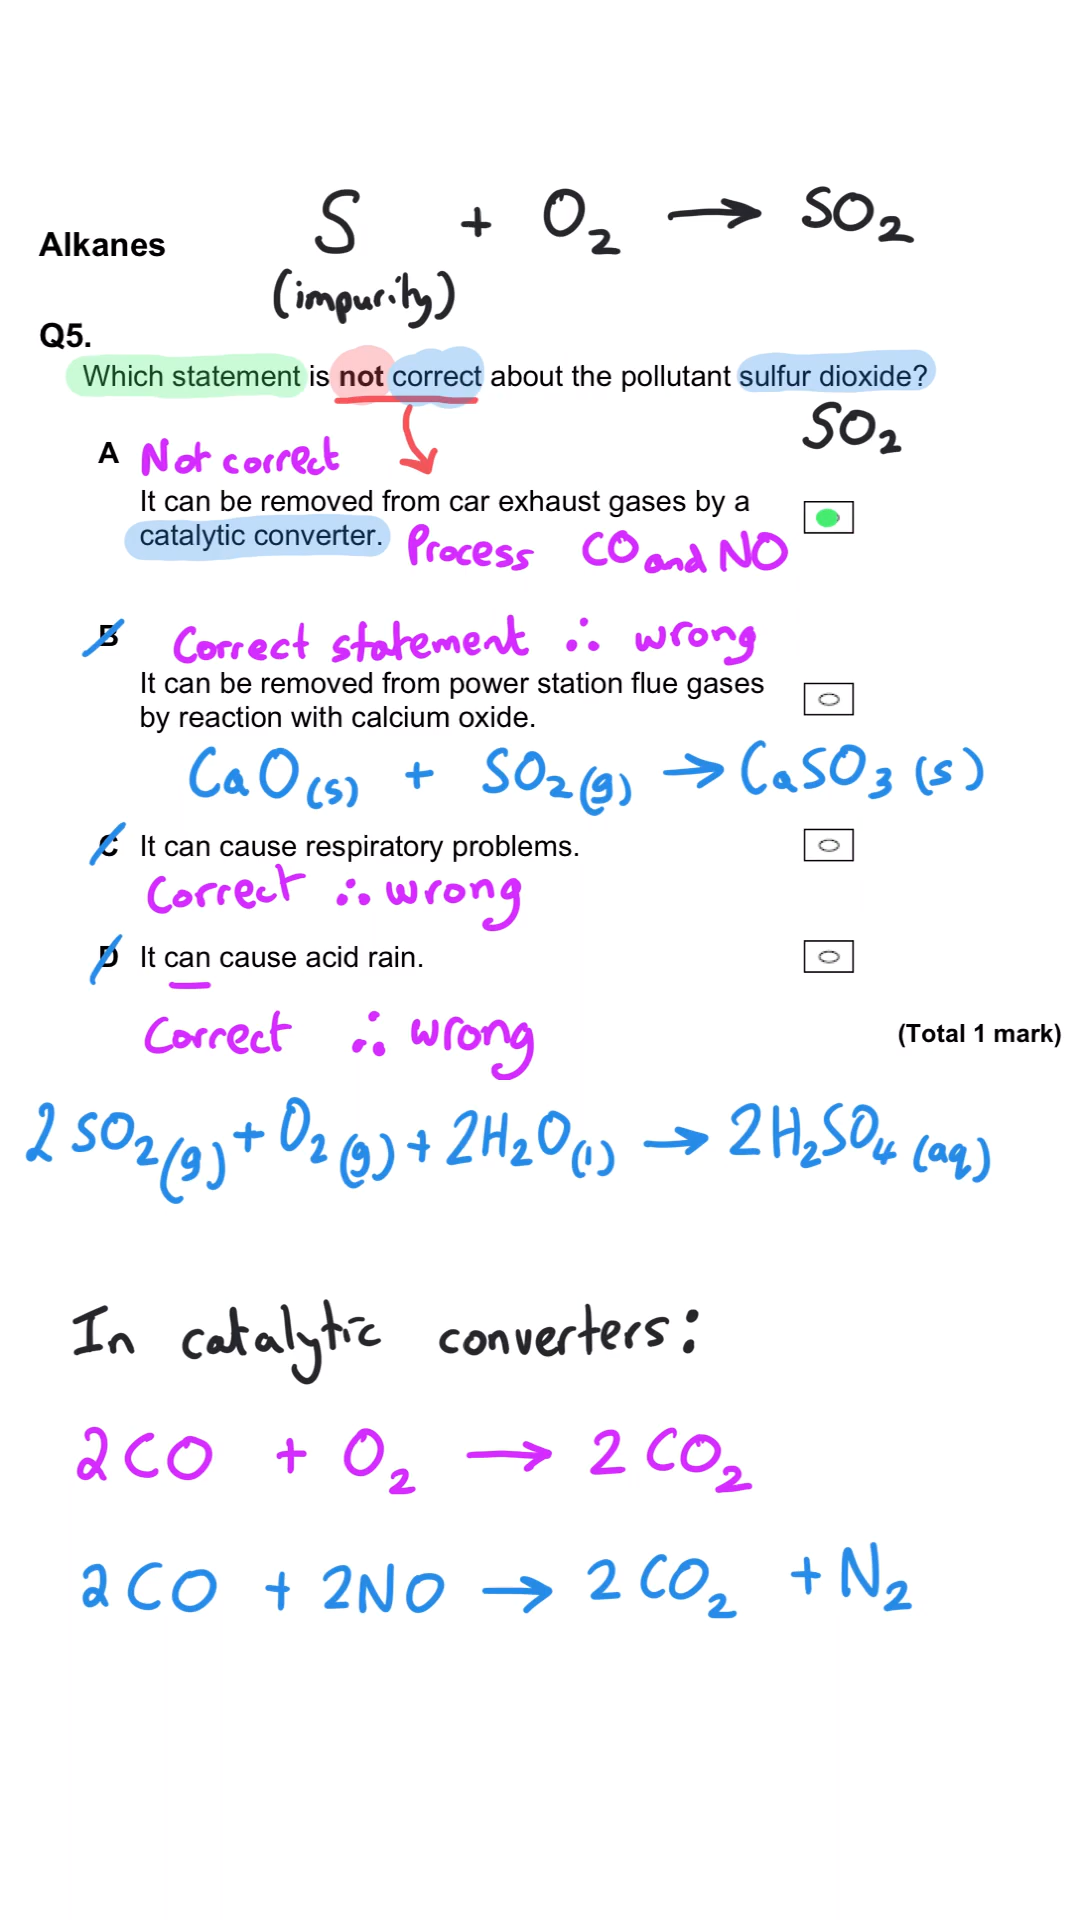 S + O₂ → SO₂
Alkanes
(impurity)
Q5.
Which statement is not correct about the pollutant sulfur dioxide?
SO₂
A Not correct
It can be removed from car exhaust gases by a
catalytic converter. Process CO and NO
B Correct statement ∴ wrong
It can be removed from power station flue gases
by reaction with calcium oxide.
CaO(s) + SO₂(g) → CaSO₃(s)
C It can cause respiratory problems.
Correct ∴ wrong
D It can cause acid rain.
Correct ∴ wrong
(Total 1 mark)
2SO₂(g) + O₂(g) + 2H₂O(l) → 2H₂SO₄(aq)
In catalytic converters:
2CO + O₂ → 2CO₂
2CO + 2NO → 2CO₂ + N₂